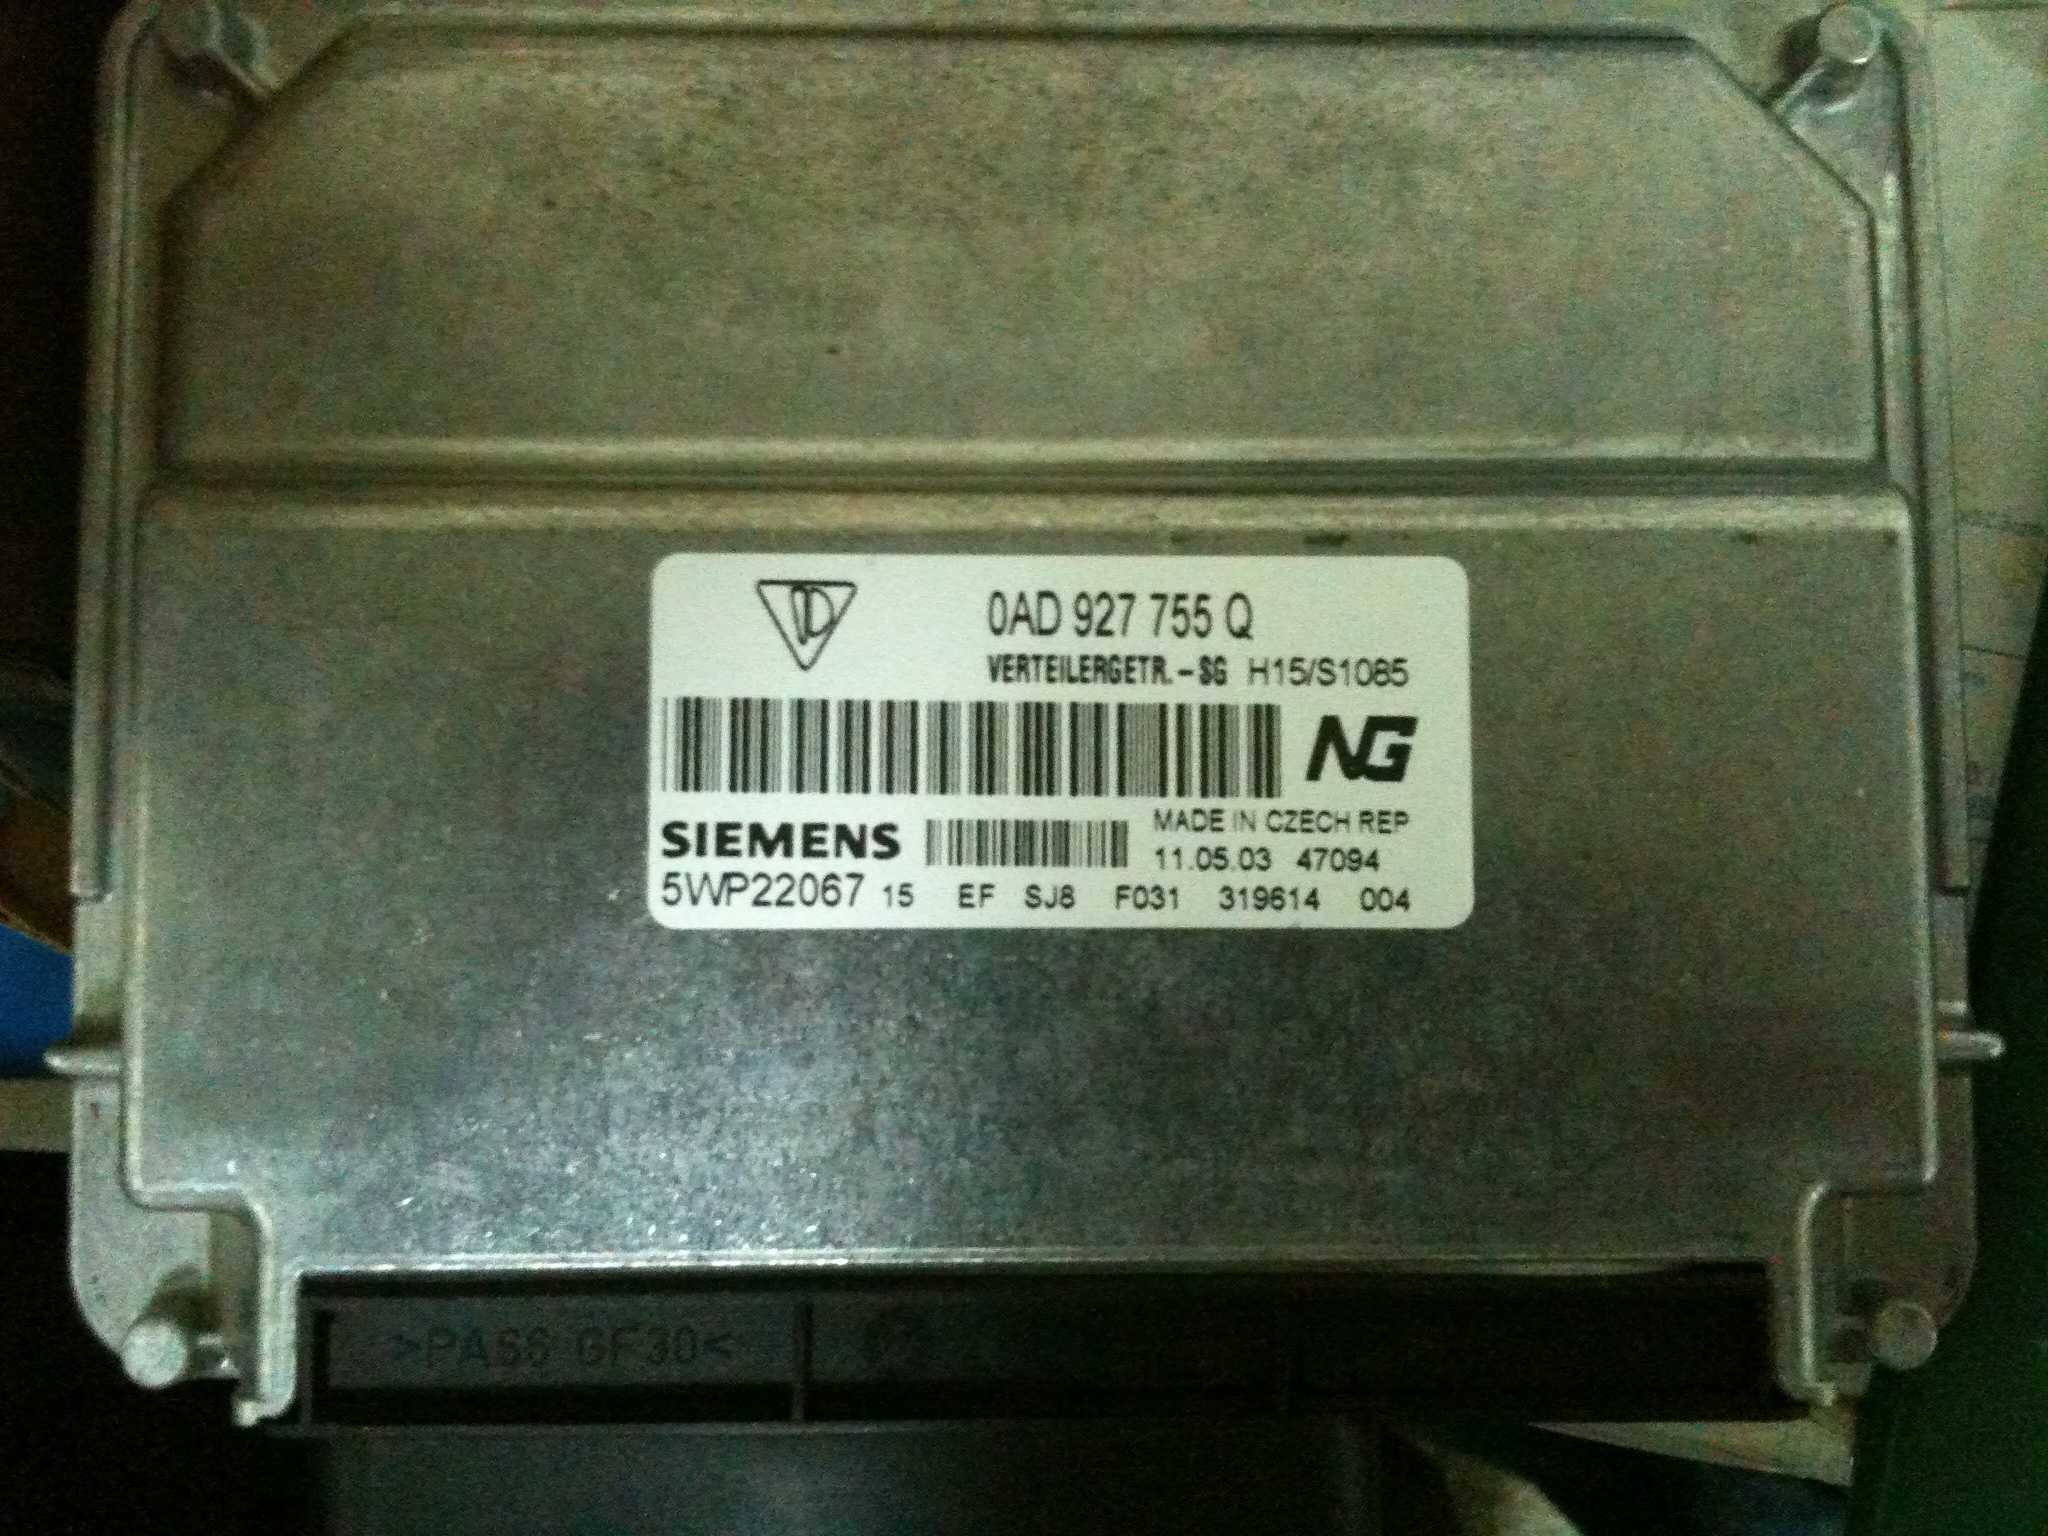 0AD 927 755 Q
VERTEILERGETR.-SG H15/S1085
NG
SIEMENS
MADE IN CZECH REP
11.05.03 47094
5WP22067 15 EF SJ8 F031 319614 004
>PA66 GF30<